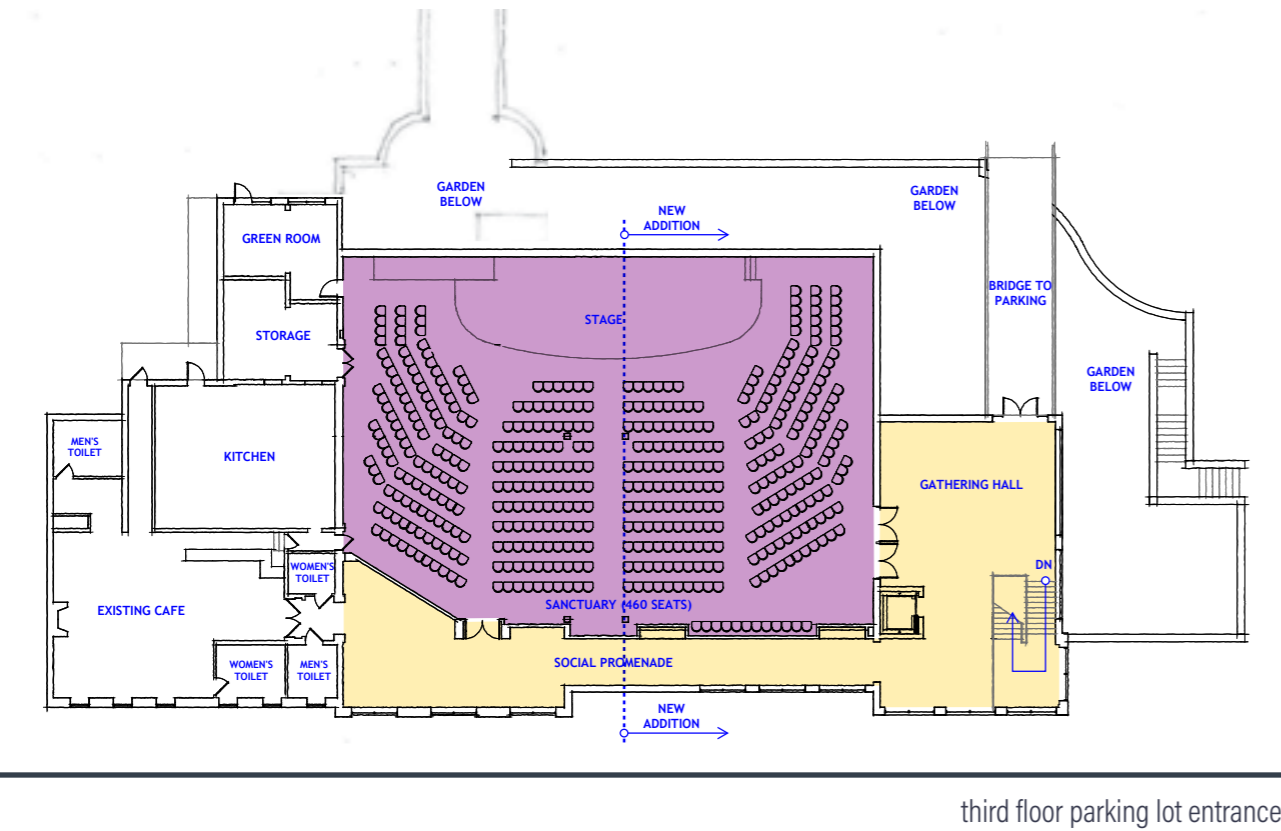 GARDEN
BELOW
GARDEN
BELOW
NEW
ADDITION
GREEN ROOM
BRIDGE TO
PARKING
STAGE
STORAGE
GARDEN
BELOW
MEN'S
TOILET
KITCHEN
GATHERING HALL
DN
WOMEN'S
TOILET
EXISTING CAFE
SANCTUARY (460 SEATS)
WOMEN'S
TOILET
MEN'S
TOILET
SOCIAL PROMENADE
NEW
ADDITION
third floor parking lot entrance